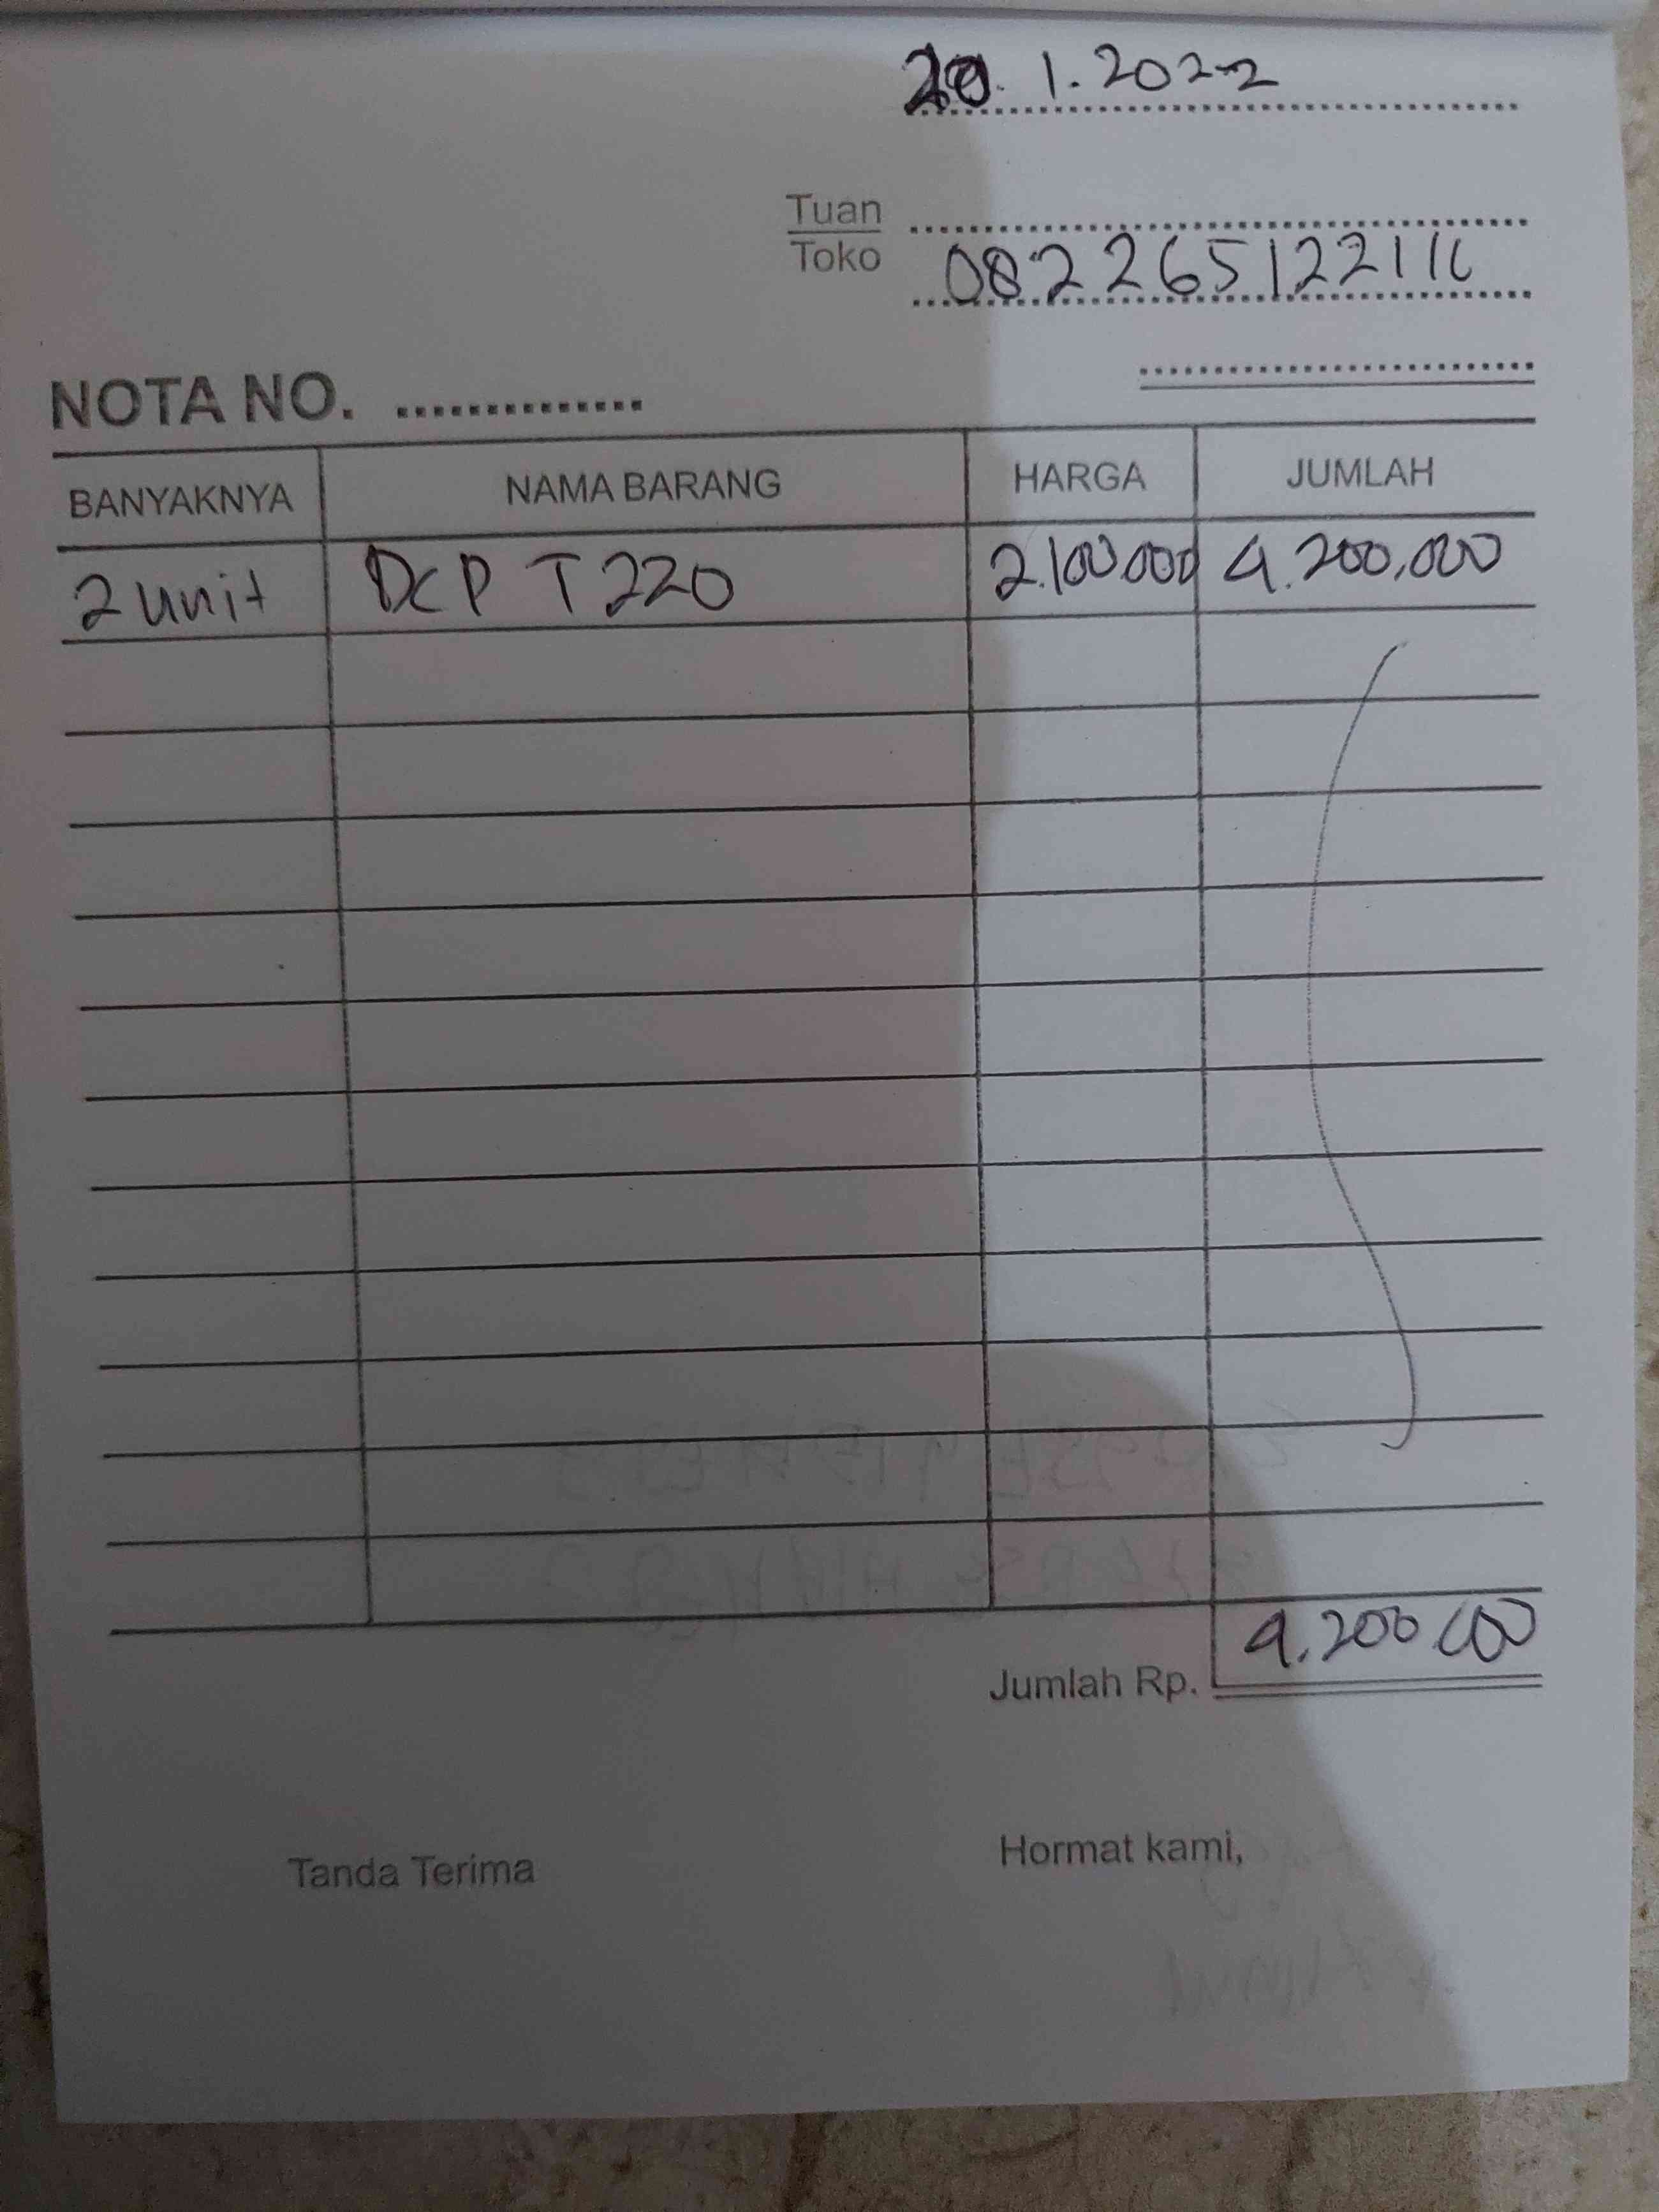 20.1.2022
Tuan
Toko
NOTA NO. ..............
BANYAKNYA NAMA BARANG HARGA JUMLAH
2 unit DCP T220 2.100.000 4.200.000
Jumlah Rp. 4.200.000
Tanda Terima Hormat kami,